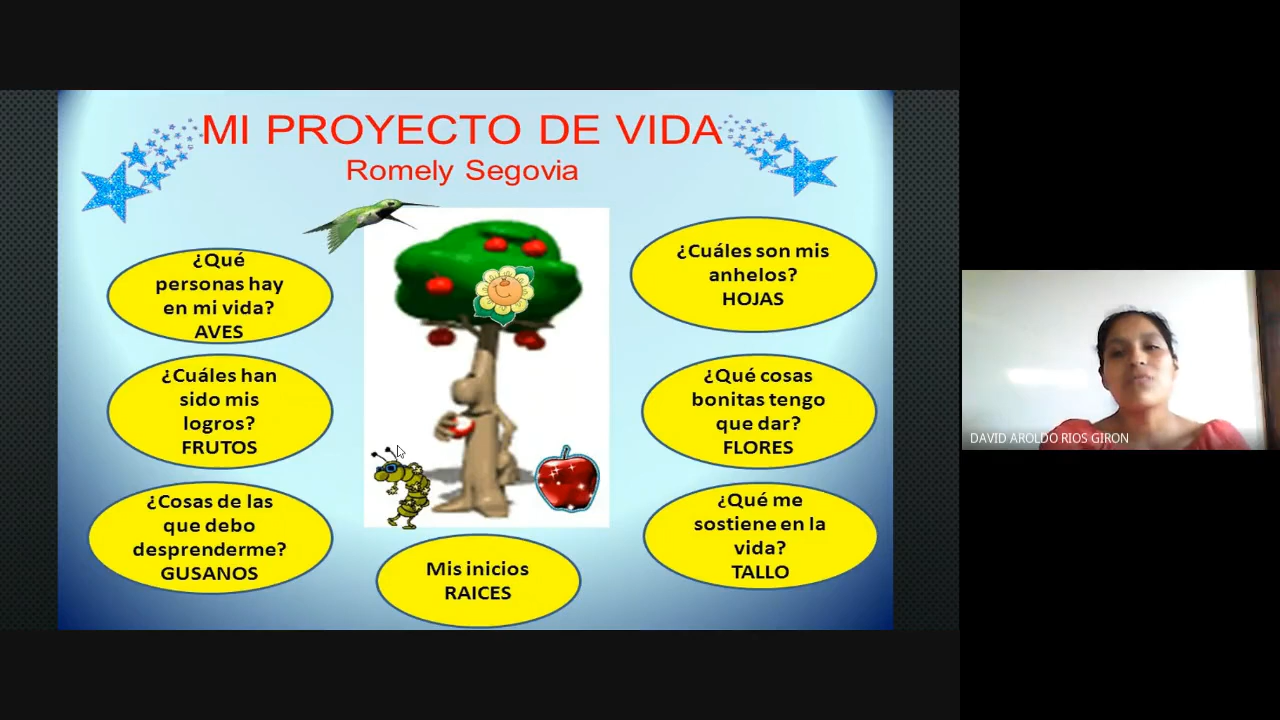 MI PROYECTO DE VIDA
Romely Segovia
¿Qué
personas hay
en mi vida?
AVES
¿Cuáles han
sido mis
logros?
FRUTOS
¿Cosas de las
que debo
desprenderme?
GUSANOS
Mis inicios
RAICES
¿Cuáles son mis
anhelos?
HOJAS
¿Qué cosas
bonitas tengo
que dar?
FLORES
¿Qué me
sostiene en la
vida?
TALLO
DAVID AROLDO RIOS GIRON